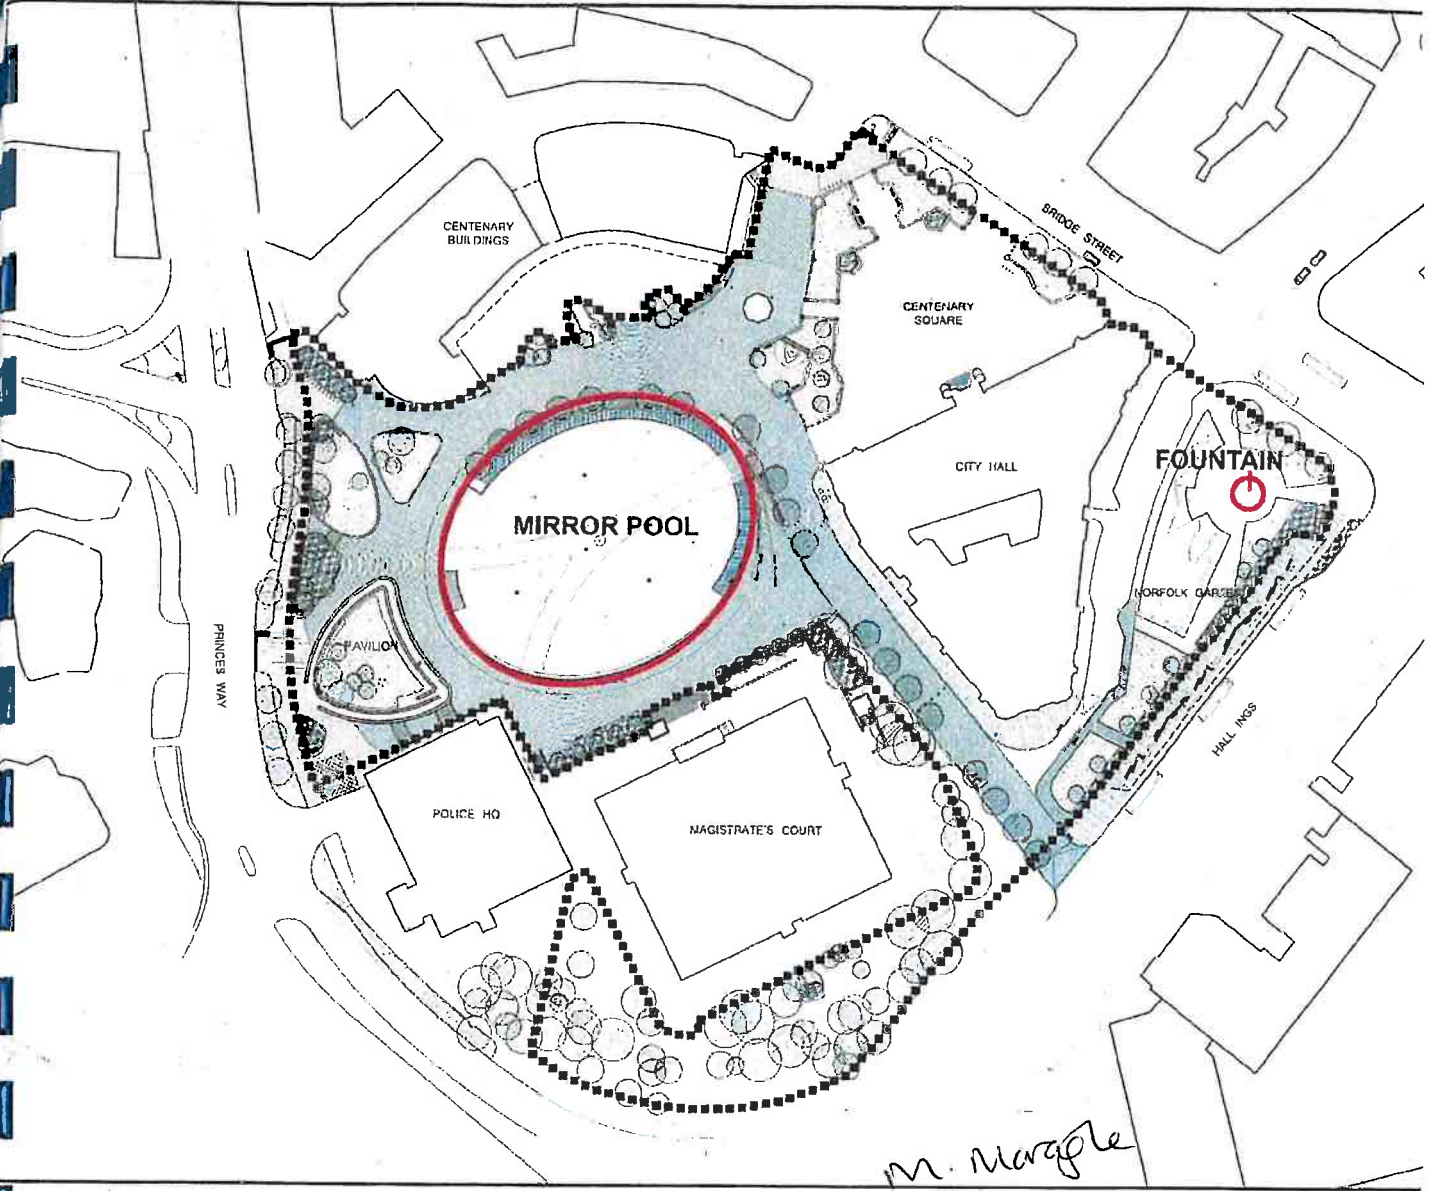 BRIDGE STREET
CENTENARY
BUILDINGS
CENTENARY
SQUARE
CITY HALL
FOUNTAIN
MIRROR POOL
NORFOLK GARDENS
PAVILION
PRINCES WAY
HALL INGS
POLICE HQ
MAGISTRATE'S COURT
M.